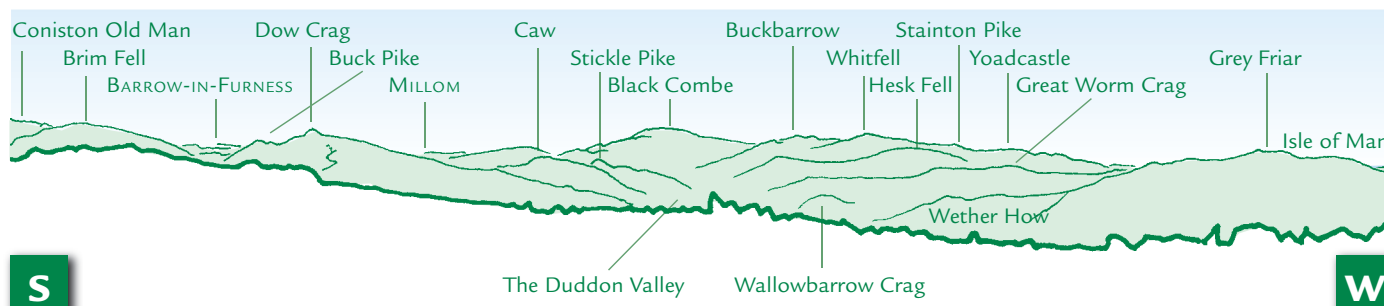 Coniston Old Man
Dow Crag
Caw
Buckbarrow
Stainton Pike
Brim Fell
Buck Pike
Stickle Pike
Whitfell
Yoadcastle
Grey Friar
BARROW-IN-FURNESS
MILLOM
Black Combe
Hesk Fell
Great Worm Crag
Isle of Man
Wether How
The Duddon Valley
Wallowbarrow Crag
S
W